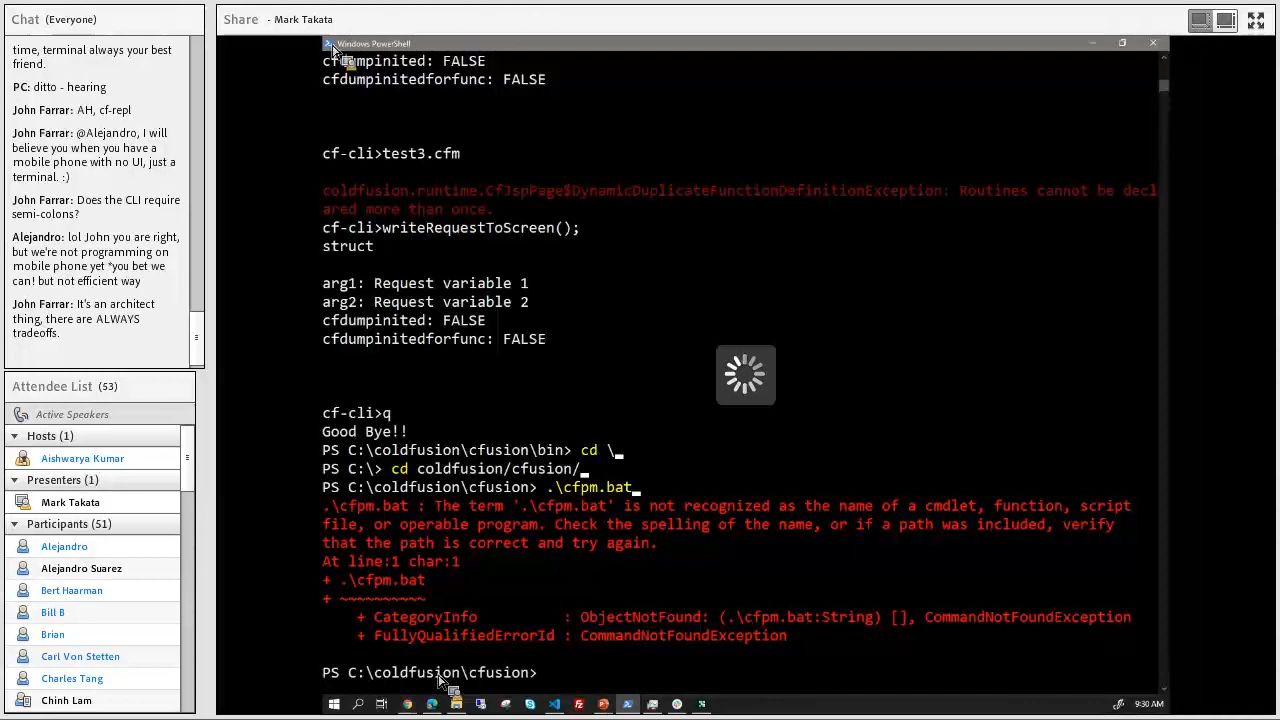 Chat (Everyone)
time, terminal always your best
friend.
PC: ditto - hearing
John Farrar: AH, cf-repl
John Farrar: @Alejandro, I will
believe you when you have a
mobile phone with no UI, just a
terminal. :)
John Farrar: Does the CLI require
semi-colons?
Alejandro: lol John you are right,
but we're not programming on
mobile phone yet *you bet we
can! but not efficient way
John Farrar: It's an architect
thing, there are ALWAYS
tradeoffs.
Attendee List (53)
Active Speakers
Hosts (1)
Aishwarya Kumar
Presenters (1)
Mark Takata
Participants (51)
Alejandro
Alejandro Suarez
Bert Haarman
Bill B
Brian
Carl Von Stetten
Charles Tang
Chinh Lam
Share - Mark Takata
Windows PowerShell
cfdumpinited: FALSE
cfdumpinitedforfunc: FALSE
cf-cli>test3.cfm
coldfusion.runtime.CfJspPage$DynamicDuplicateFunctionDefinitionException: Routines cannot be decl
ared more than once.
cf-cli>writeRequestToScreen();
struct
arg1: Request variable 1
arg2: Request variable 2
cfdumpinited: FALSE
cfdumpinitedforfunc: FALSE
cf-cli>q
Good Bye!!
PS C:\coldfusion\cfusion\bin> cd \
PS C:\> cd coldfusion/cfusion/
PS C:\coldfusion\cfusion> .\cfpm.bat
.\cfpm.bat : The term '.\cfpm.bat' is not recognized as the name of a cmdlet, function, script
file, or operable program. Check the spelling of the name, or if a path was included, verify
that the path is correct and try again.
At line:1 char:1
+ .\cfpm.bat
+ ~~~~~~~~~~
+ CategoryInfo : ObjectNotFound: (.\cfpm.bat:String) [], CommandNotFoundException
+ FullyQualifiedErrorId : CommandNotFoundException
PS C:\coldfusion\cfusion>
9:30 AM